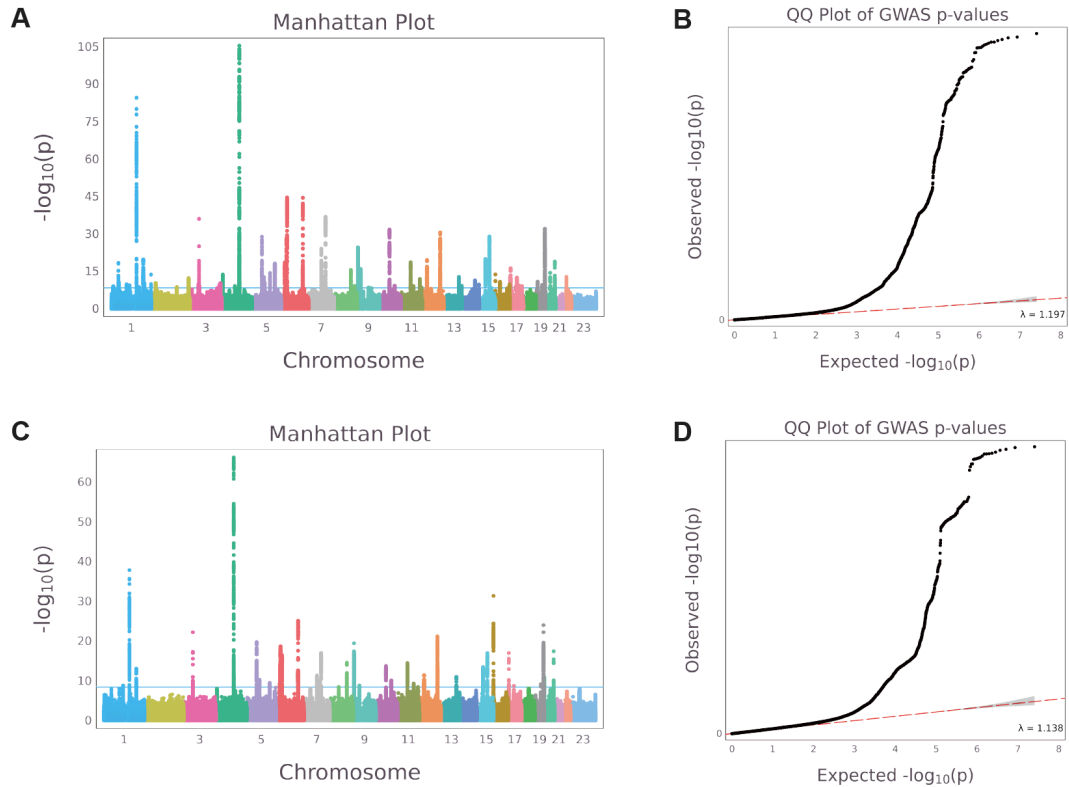 A
Manhattan Plot
-log10(p)
105
90
75
60
45
30
15
0
1 3 5 7 9 11 13 15 17 19 21 23
Chromosome
B
QQ Plot of GWAS p-values
Observed -log10(p)
0
λ = 1.197
0 1 2 3 4 5 6 7 8
Expected -log₁₀(p)
C
Manhattan Plot
-log₁₀(p)
60
50
40
30
20
10
0
1 3 5 7 9 11 13 15 17 19 21 23
Chromosome
D
QQ Plot of GWAS p-values
Observed -log10(p)
0
λ = 1.138
0 1 2 3 4 5 6 7 8
Expected -log₁₀(p)